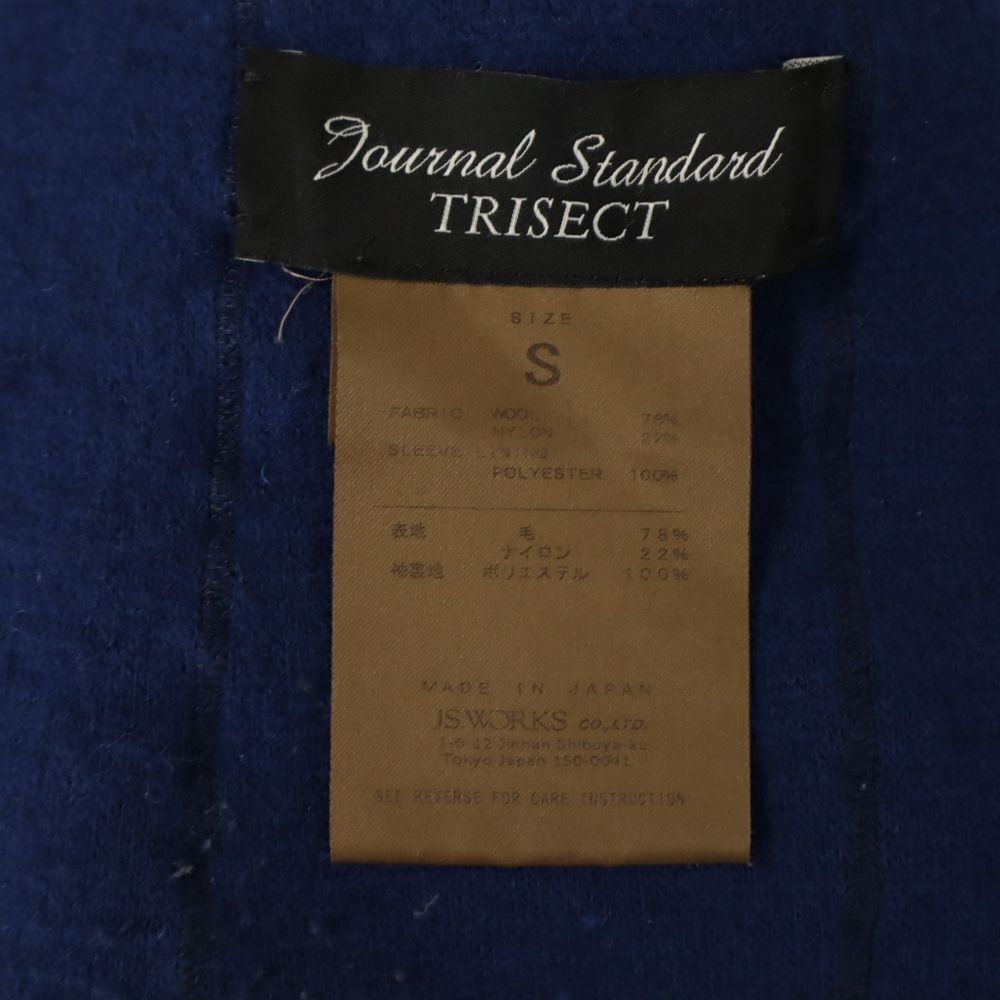 Journal Standard
TRISECT
SIZE
S
FABRIC WOOL 78%
NYLON 22%
SLEEVE LINING
POLYESTER 100%
表地 毛 78%
ナイロン 22%
袖裏地 ポリエステル 100%
MADE IN JAPAN
JS.WORKS CO.,LTD.
1-6-12 Jinnan Shibuya-ku
Tokyo Japan 150-0041
SEE REVERSE FOR CARE INSTRUCTION